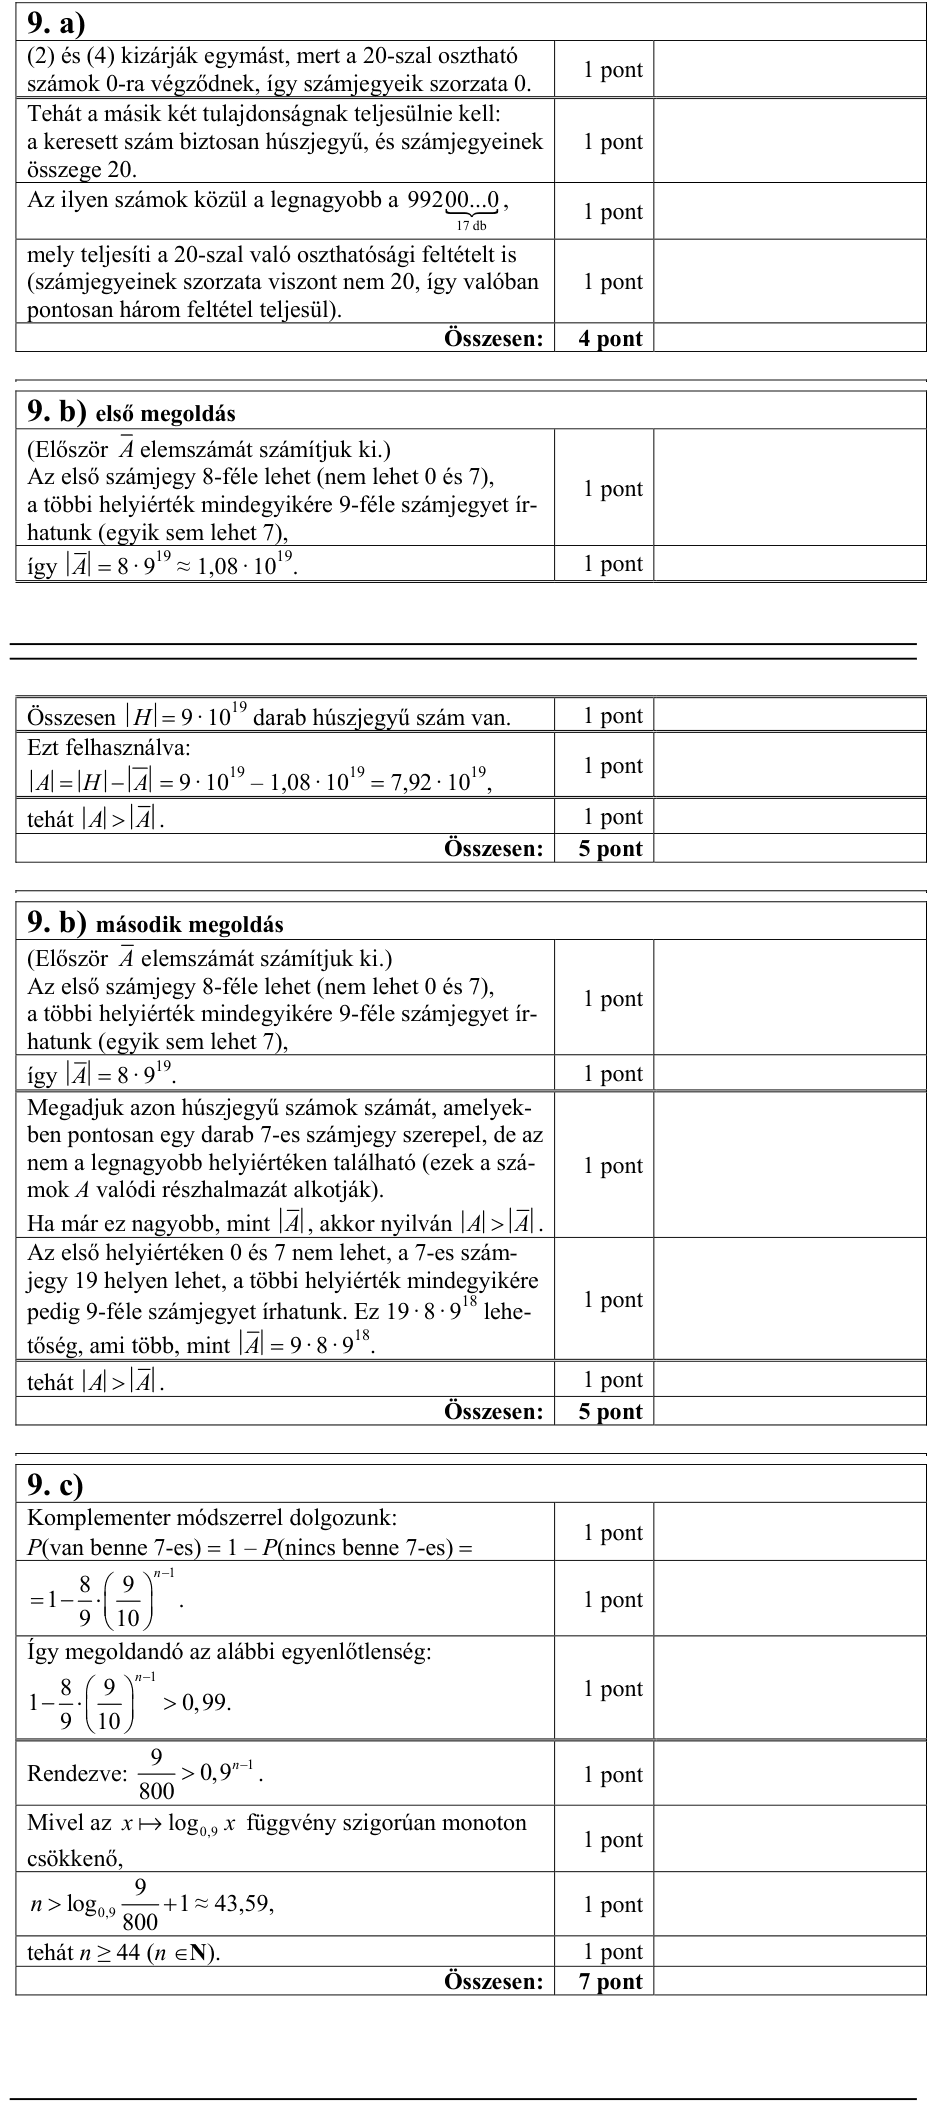 9. a)
(2) és (4) kizárják egymást, mert a 20-szal osztható
számok 0-ra végződnek, így számjegyeik szorzata 0.
1 pont
Tehát a másik két tulajdonságnak teljesülnie kell:
a keresett szám biztosan húszjegyű, és számjegyeinek
összege 20.
1 pont
Az ilyen számok közül a legnagyobb a 99200...0,
17 db
1 pont
mely teljesíti a 20-szal való oszthatósági feltételt is
(számjegyeinek szorzata viszont nem 20, így valóban
pontosan három feltétel teljesül).
1 pont
Összesen: 4 pont
9. b) első megoldás
(Először A̅ elemszámát számítjuk ki.)
Az első számjegy 8-féle lehet (nem lehet 0 és 7),
a többi helyiérték mindegyikére 9-féle számjegyet ír-
hatunk (egyik sem lehet 7),
1 pont
így |A̅| = 8 · 9^19 ≈ 1,08 · 10^19.
1 pont
Összesen |H| = 9 · 10^19 darab húszjegyű szám van.
1 pont
Ezt felhasználva:
|A| = |H| – |A̅| = 9 · 10^19 – 1,08 · 10^19 = 7,92 · 10^19,
1 pont
tehát |A| > |A̅|.
1 pont
Összesen: 5 pont
9. b) második megoldás
(Először A̅ elemszámát számítjuk ki.)
Az első számjegy 8-féle lehet (nem lehet 0 és 7),
a többi helyiérték mindegyikére 9-féle számjegyet ír-
hatunk (egyik sem lehet 7),
1 pont
így |A̅| = 8 · 9^19.
1 pont
Megadjuk azon húszjegyű számok számát, amelyek-
ben pontosan egy darab 7-es számjegy szerepel, de az
nem a legnagyobb helyiértéken található (ezek a szá-
mok A valódi részhalmazát alkotják).
Ha már ez nagyobb, mint |A̅|, akkor nyilván |A| > |A̅|.
1 pont
Az első helyiértéken 0 és 7 nem lehet, a 7-es szám-
jegy 19 helyen lehet, a többi helyiérték mindegyikére
pedig 9-féle számjegyet írhatunk. Ez 19 · 8 · 9^18 lehe-
tőség, ami több, mint |A̅| = 9 · 8 · 9^18.
1 pont
tehát |A| > |A̅|.
1 pont
Összesen: 5 pont
9. c)
Komplementer módszerrel dolgozunk:
P(van benne 7-es) = 1 – P(nincs benne 7-es) =
1 pont
= 1 – 8/9 · (9/10)^(n–1).
1 pont
Így megoldandó az alábbi egyenlőtlenség:
1 – 8/9 · (9/10)^(n–1) > 0,99.
1 pont
Rendezve: 9/800 > 0,9^(n–1).
1 pont
Mivel az x ↦ log_0,9 x függvény szigorúan monoton
csökkenő,
1 pont
n > log_0,9 9/800 + 1 ≈ 43,59,
1 pont
tehát n ≥ 44 (n ∈ N).
1 pont
Összesen: 7 pont